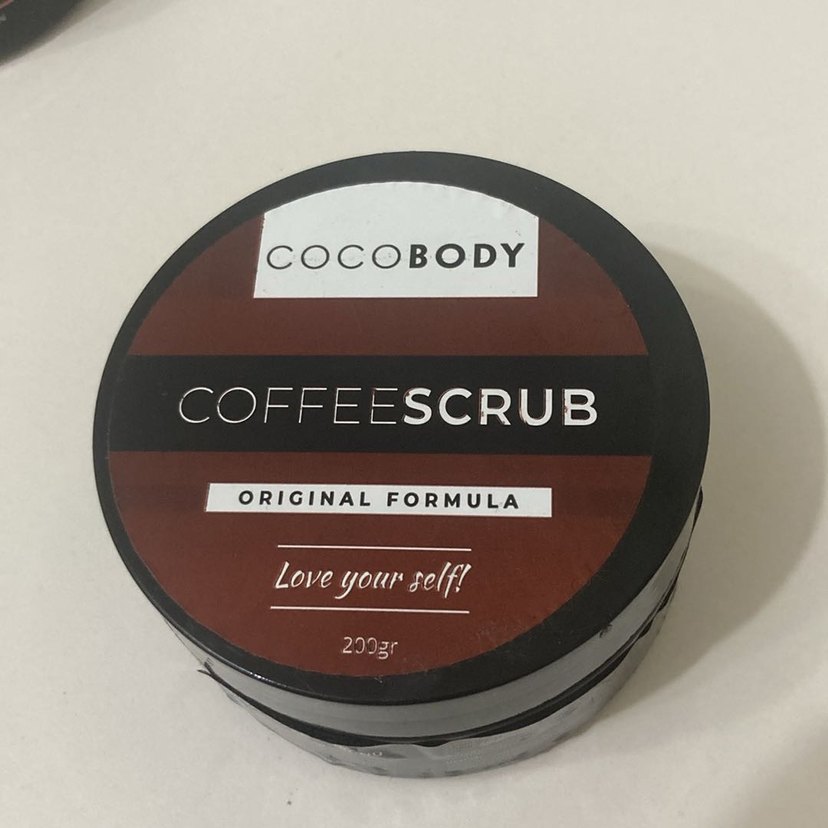 COCOBODY
COFFEESCRUB
ORIGINAL FORMULA
Love your self!
200gr